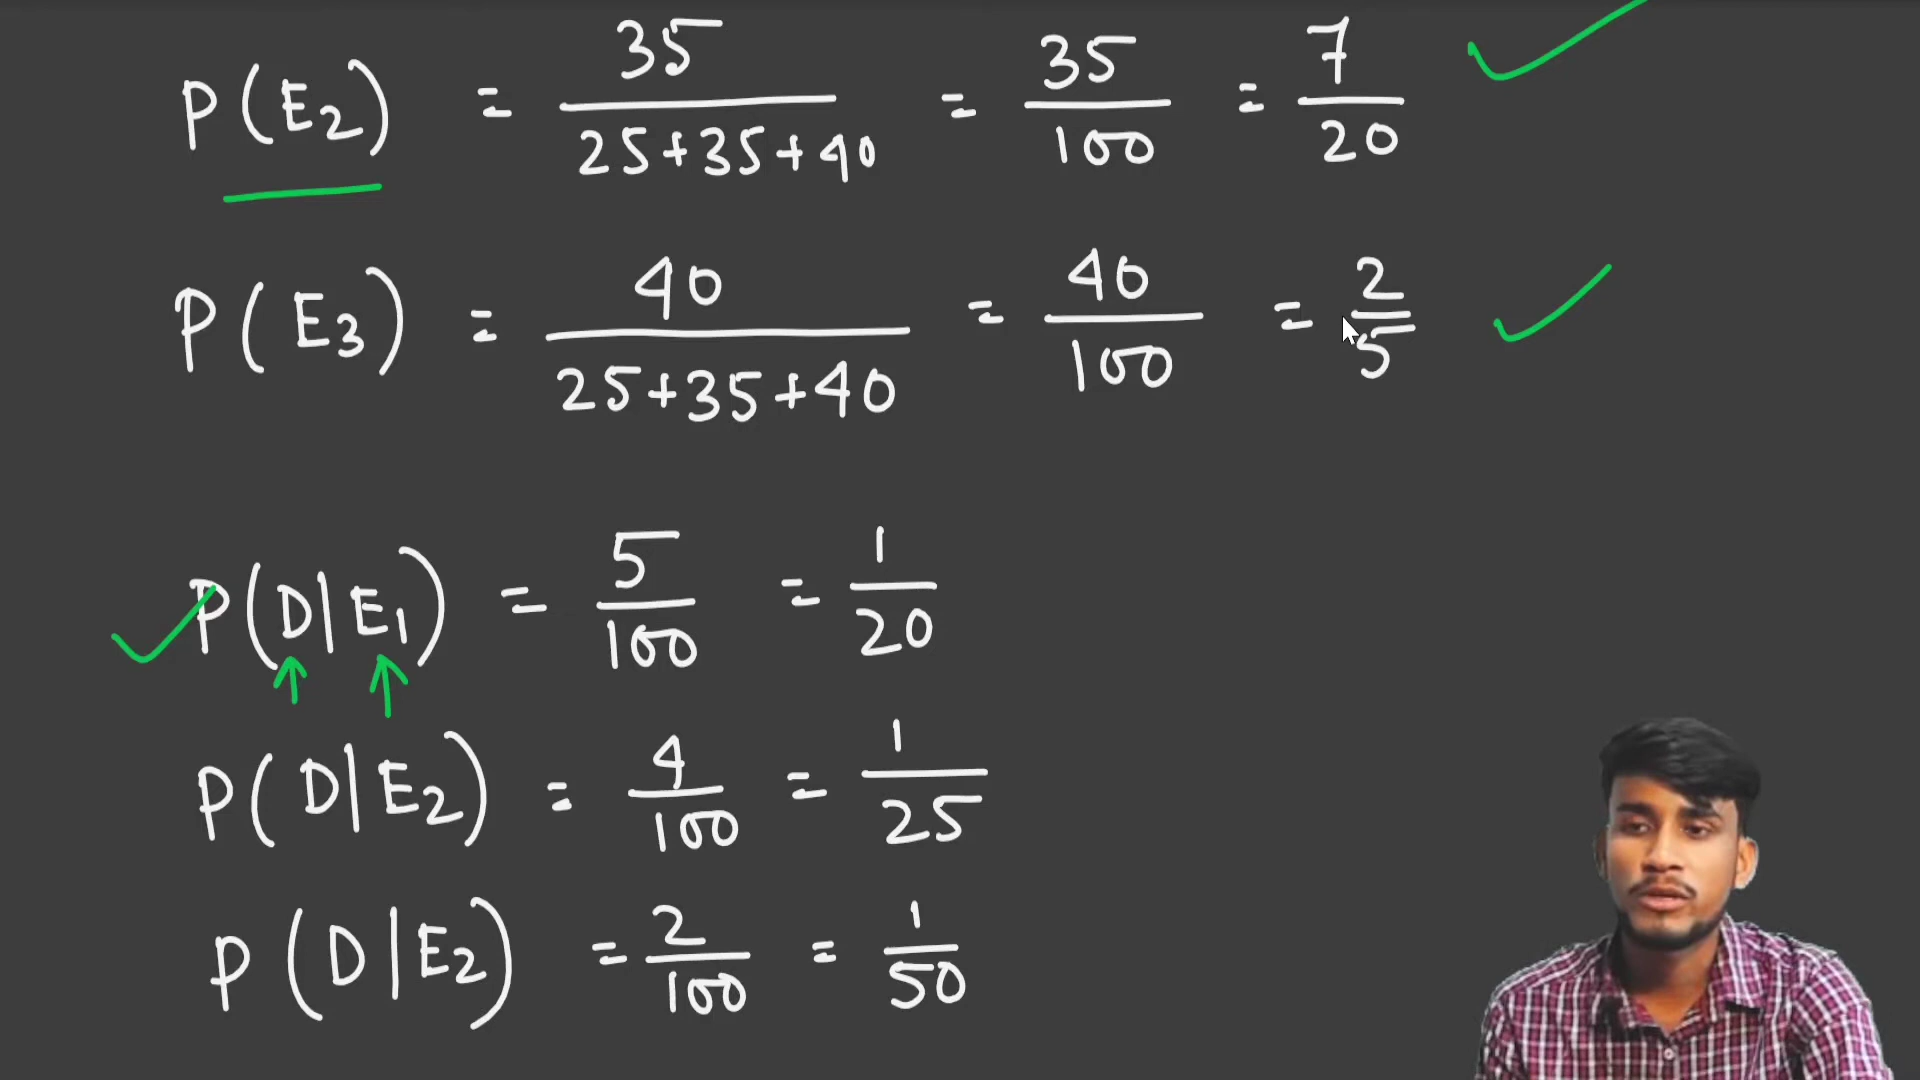 P(E2) = 35/(25+35+40) = 35/100 = 7/20
P(E3) = 40/(25+35+40) = 40/100 = 2/5
P(D|E1) = 5/100 = 1/20
P(D|E2) = 4/100 = 1/25
P(D|E2) = 2/100 = 1/50